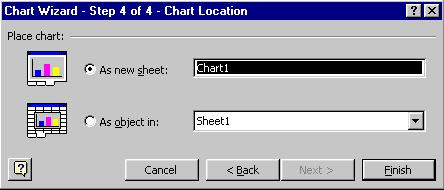 Chart Wizard - Step 4 of 4 - Chart Location
Place chart:
As new sheet: Chart1
As object in: Sheet1
? Cancel < Back Next > Finish